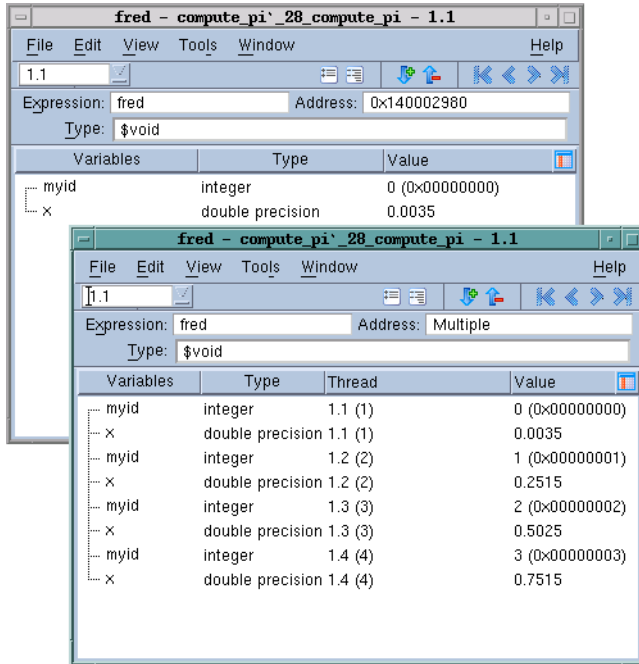 fred - compute_pi`_28_compute_pi - 1.1
File Edit View Tools Window Help
1.1
Expression: fred Address: 0x140002980
Type: $void
Variables Type Value
myid integer 0 (0x00000000)
x double precision 0.0035
fred - compute_pi`_28_compute_pi - 1.1
File Edit View Tools Window Help
1.1
Expression: fred Address: Multiple
Type: $void
Variables Type Thread Value
myid integer 1.1 (1) 0 (0x00000000)
x double precision 1.1 (1) 0.0035
myid integer 1.2 (2) 1 (0x00000001)
x double precision 1.2 (2) 0.2515
myid integer 1.3 (3) 2 (0x00000002)
x double precision 1.3 (3) 0.5025
myid integer 1.4 (4) 3 (0x00000003)
x double precision 1.4 (4) 0.7515